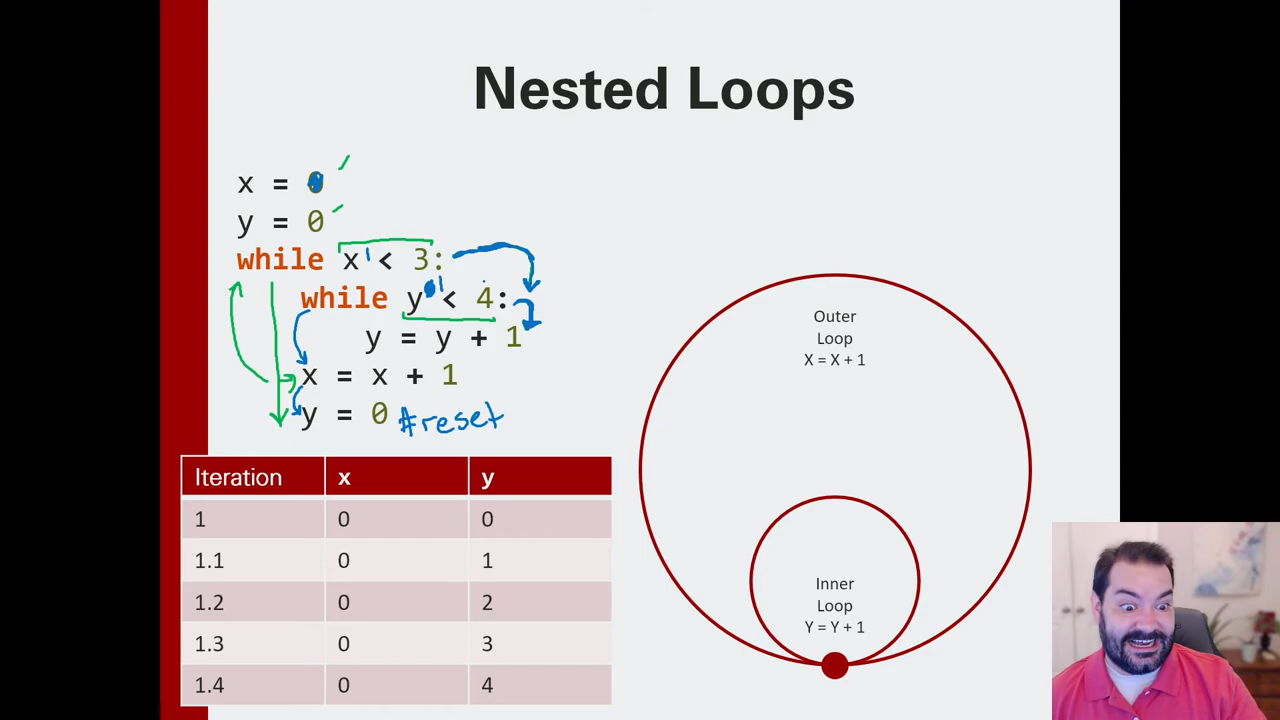 Nested Loops
x = 0
y = 0
while x ' < 3:
while y 0 ' < 4:
y = y + 1
x = x + 1
y = 0 #reset
Iteration x y
1 0 0
1.1 0 1
1.2 0 2
1.3 0 3
1.4 0 4
Outer
Loop
X = X + 1
Inner
Loop
Y = Y + 1